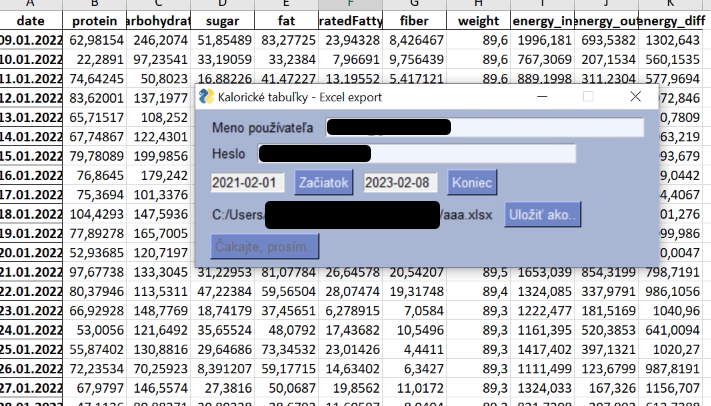 A B C D E F G H I J K
date protein arbohydrat sugar fat ratedFatty fiber weight energy_in energy_out energy_diff
09.01.2022 62,98154 246,2074 51,85489 83,27725 23,94328 8,426467 89,6 1996,181 693,5382 1302,643
10.01.2022 22,2891 97,23541 33,19059 33,2384 7,96691 9,756439 89,6 767,3069 207,1534 560,1535
11.01.2022 74,64245 50,8023 16,88226 41,47227 13,19552 5,417121 89,6 889,1998 311,2304 577,9694
12.01.2022 83,62001 137,1977 072,846
13.01.2022 65,71517 108,252 0,7809
14.01.2022 67,74867 122,4301 63,219
15.01.2022 79,78089 199,9856 93,679
16.01.2022 76,8645 179,242 9,0442
17.01.2022 75,3694 101,3376 4,4067
18.01.2022 104,4293 147,5936 01,276
19.01.2022 77,89278 165,7005 99,986
20.01.2022 52,93685 120,7197 0,0047
Kalorické tabuľky - Excel export
Meno používateľa
Heslo
2021-02-01 Začiatok 2023-02-08 Koniec
C:/Users/ /aaa.xlsx Uložiť ako..
Čakajte, prosím..
21.01.2022 97,67738 133,3045 31,22953 81,07784 26,64578 20,54207 89,5 1653,039 854,3199 798,7191
22.01.2022 80,37946 113,5311 47,22384 59,56504 28,07474 19,31748 89,4 1324,085 337,9791 986,1056
23.01.2022 66,92928 148,7769 18,74179 37,45651 6,278915 7,0584 89,3 1222,477 181,5169 1040,96
24.01.2022 53,0056 121,6492 35,65524 48,0792 17,43682 10,5496 89,3 1161,395 520,3853 641,0094
25.01.2022 55,87402 130,8816 29,64686 73,34532 23,01426 4,4411 89,3 1417,402 397,1321 1020,27
26.01.2022 72,23534 70,25923 8,391207 59,17715 14,63402 6,3427 89,3 1111,499 123,6799 987,8191
27.01.2022 67,9797 146,5574 27,3816 50,0687 19,8562 11,0172 89,3 1324,033 167,326 1156,707